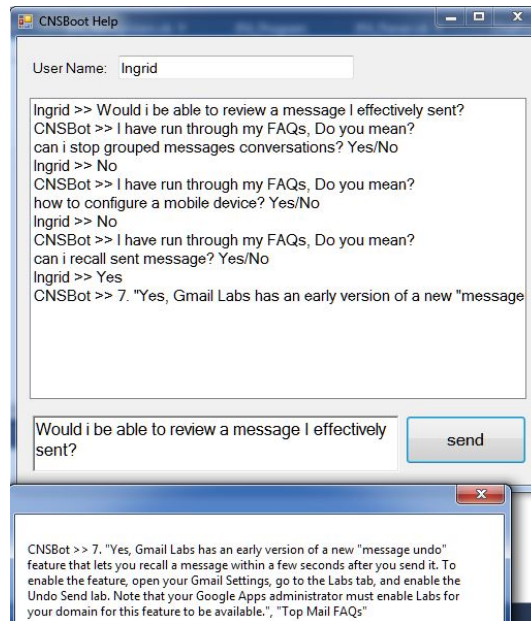 CNSBoot Help
User Name: Ingrid
Ingrid >> Would i be able to review a message I effectively sent?
CNSBot >> I have run through my FAQs, Do you mean?
can i stop grouped messages conversations? Yes/No
Ingrid >> No
CNSBot >> I have run through my FAQs, Do you mean?
how to configure a mobile device? Yes/No
Ingrid >> No
CNSBot >> I have run through my FAQs, Do you mean?
can i recall sent message? Yes/No
Ingrid >> Yes
CNSBot >> 7. "Yes, Gmail Labs has an early version of a new "message
Would i be able to review a message I effectively
sent?
send
CNSBot >> 7. "Yes, Gmail Labs has an early version of a new "message undo"
feature that lets you recall a message within a few seconds after you send it. To
enable the feature, open your Gmail Settings, go to the Labs tab, and enable the
Undo Send lab. Note that your Google Apps administrator must enable Labs for
your domain for this feature to be available.", "Top Mail FAQs"